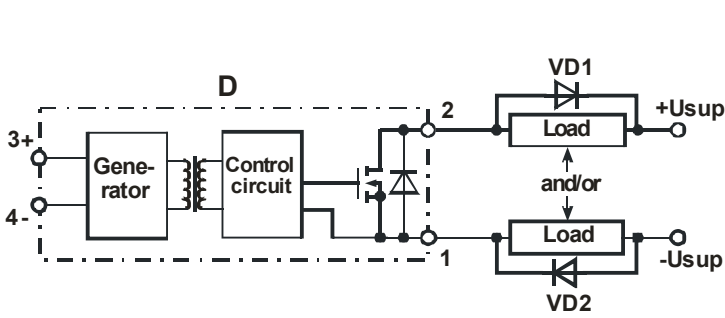 VD1
D
2
+Usup
3+
Load
Gene-
rator
Control
circuit
and/or
4-
Load
1
-Usup
VD2